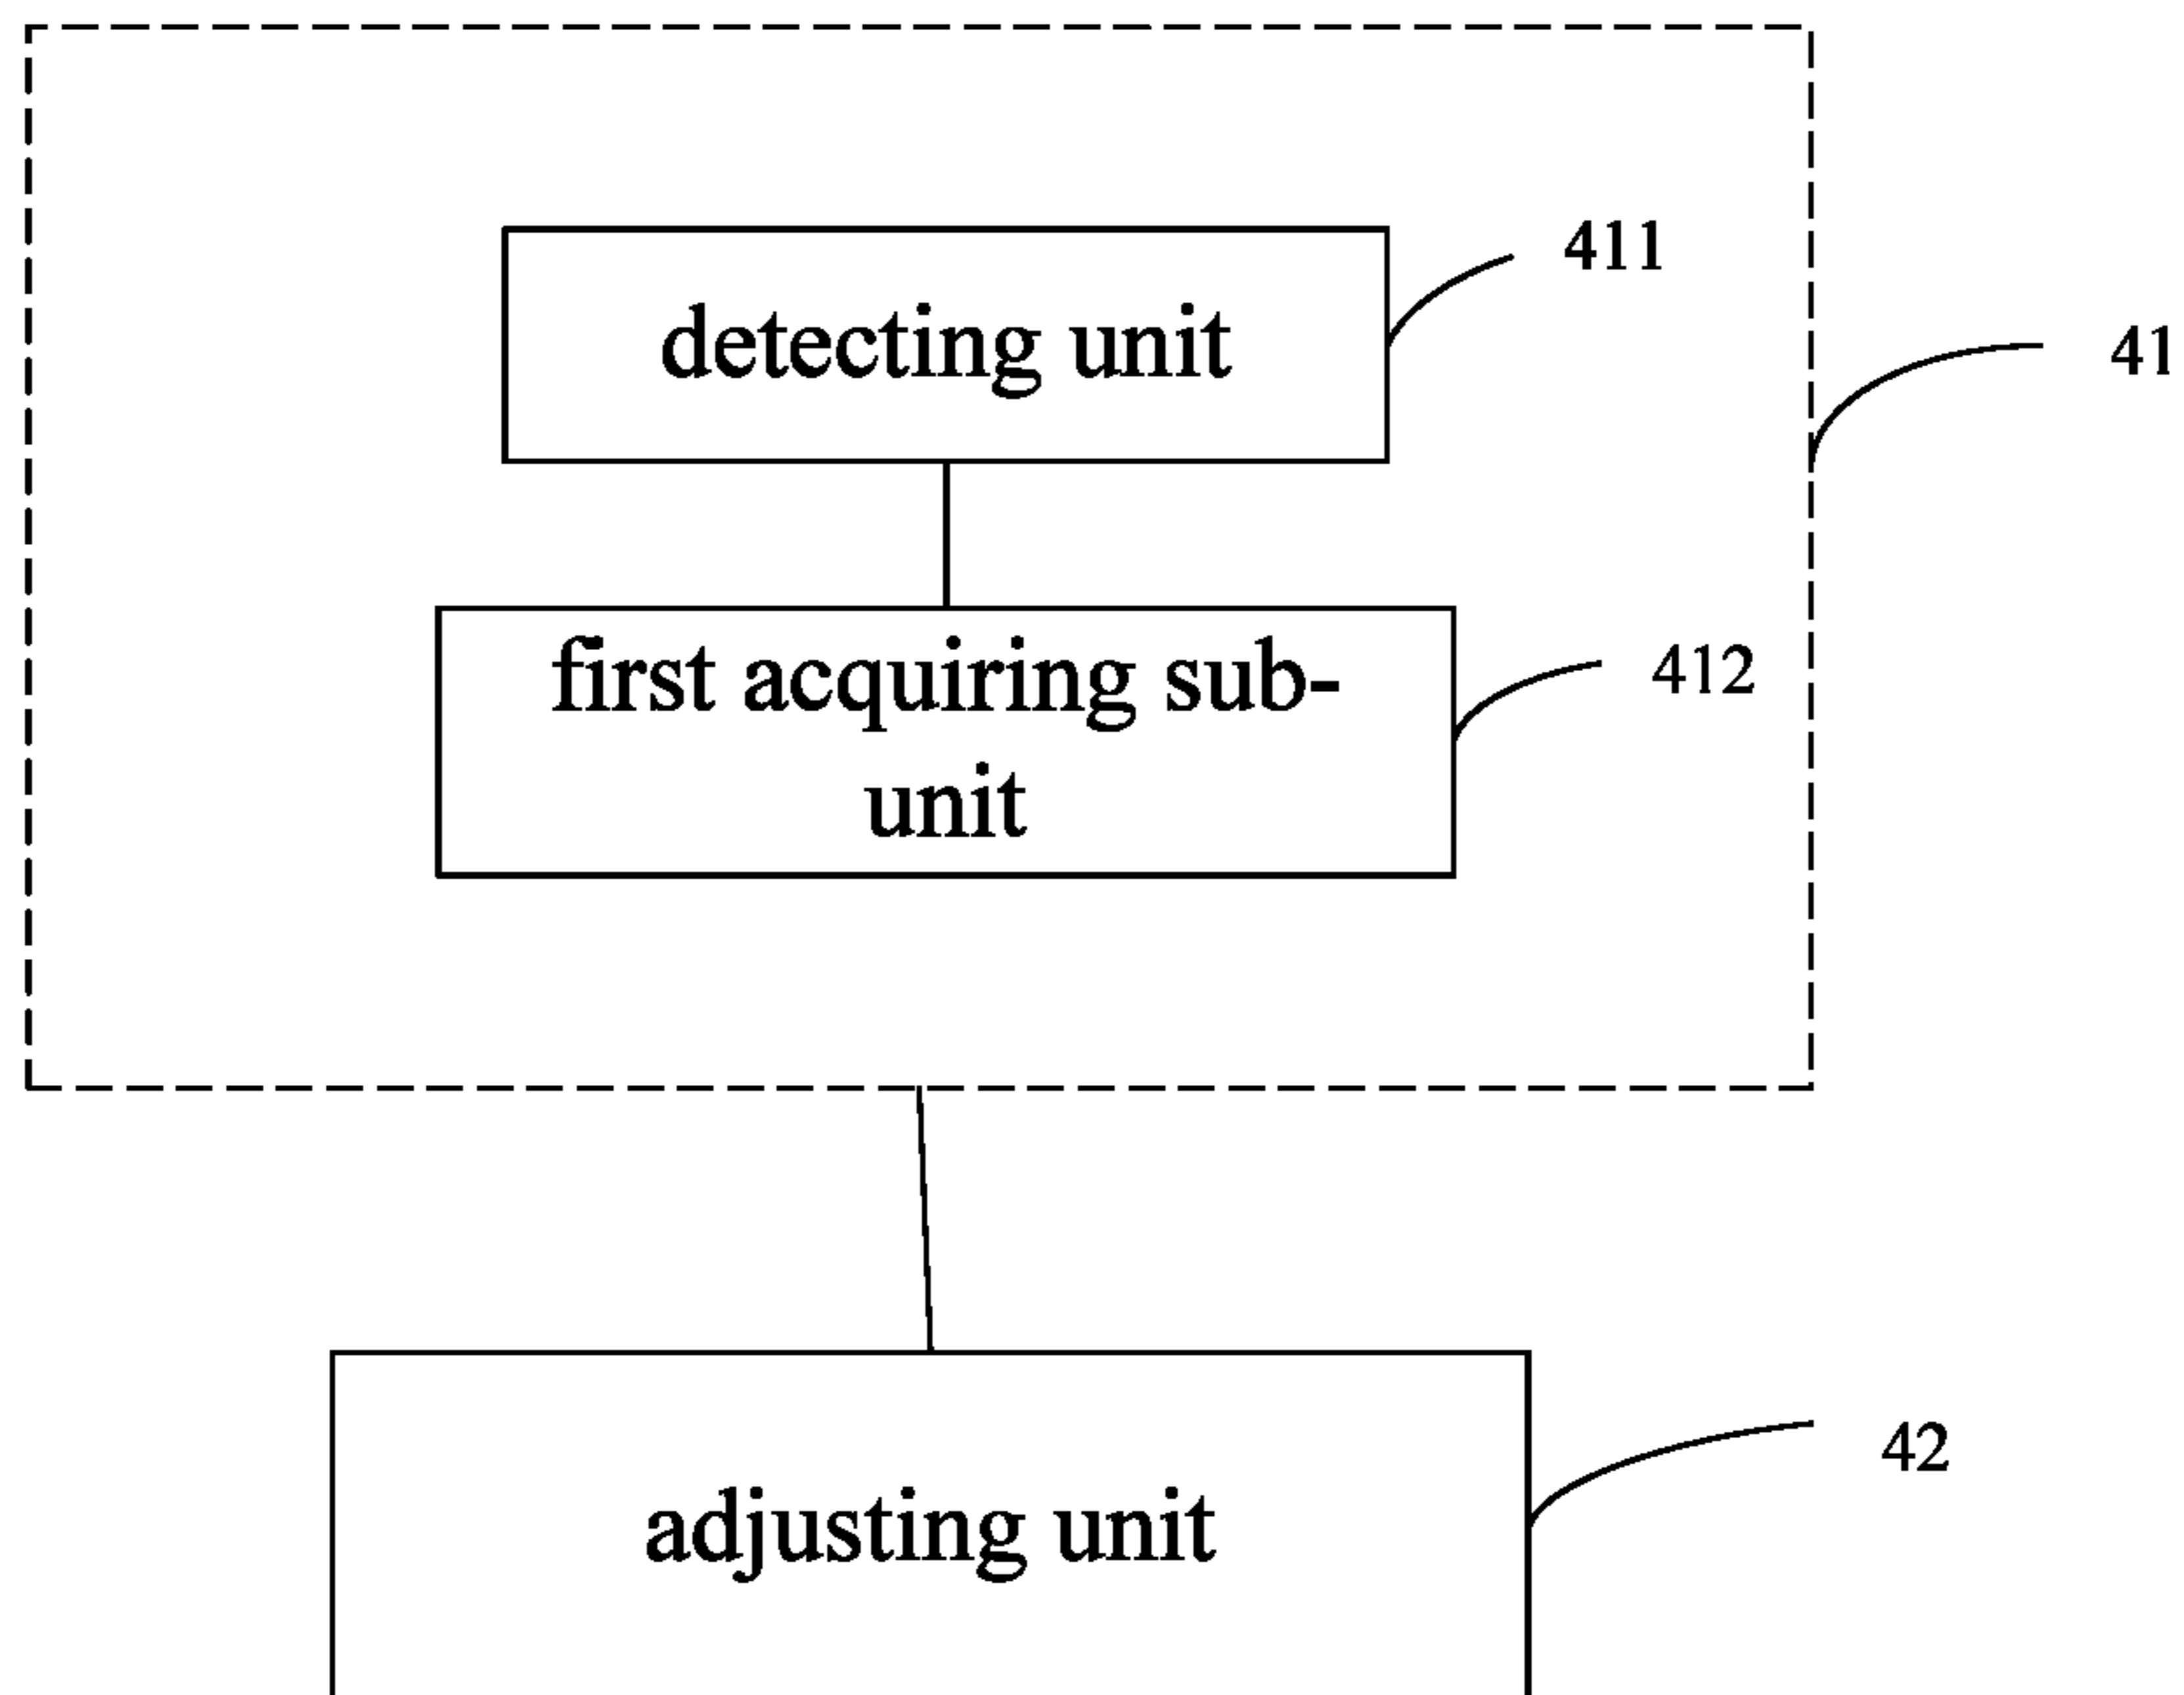 detecting unit
411
41
first acquiring sub-
unit
412
adjusting unit
42